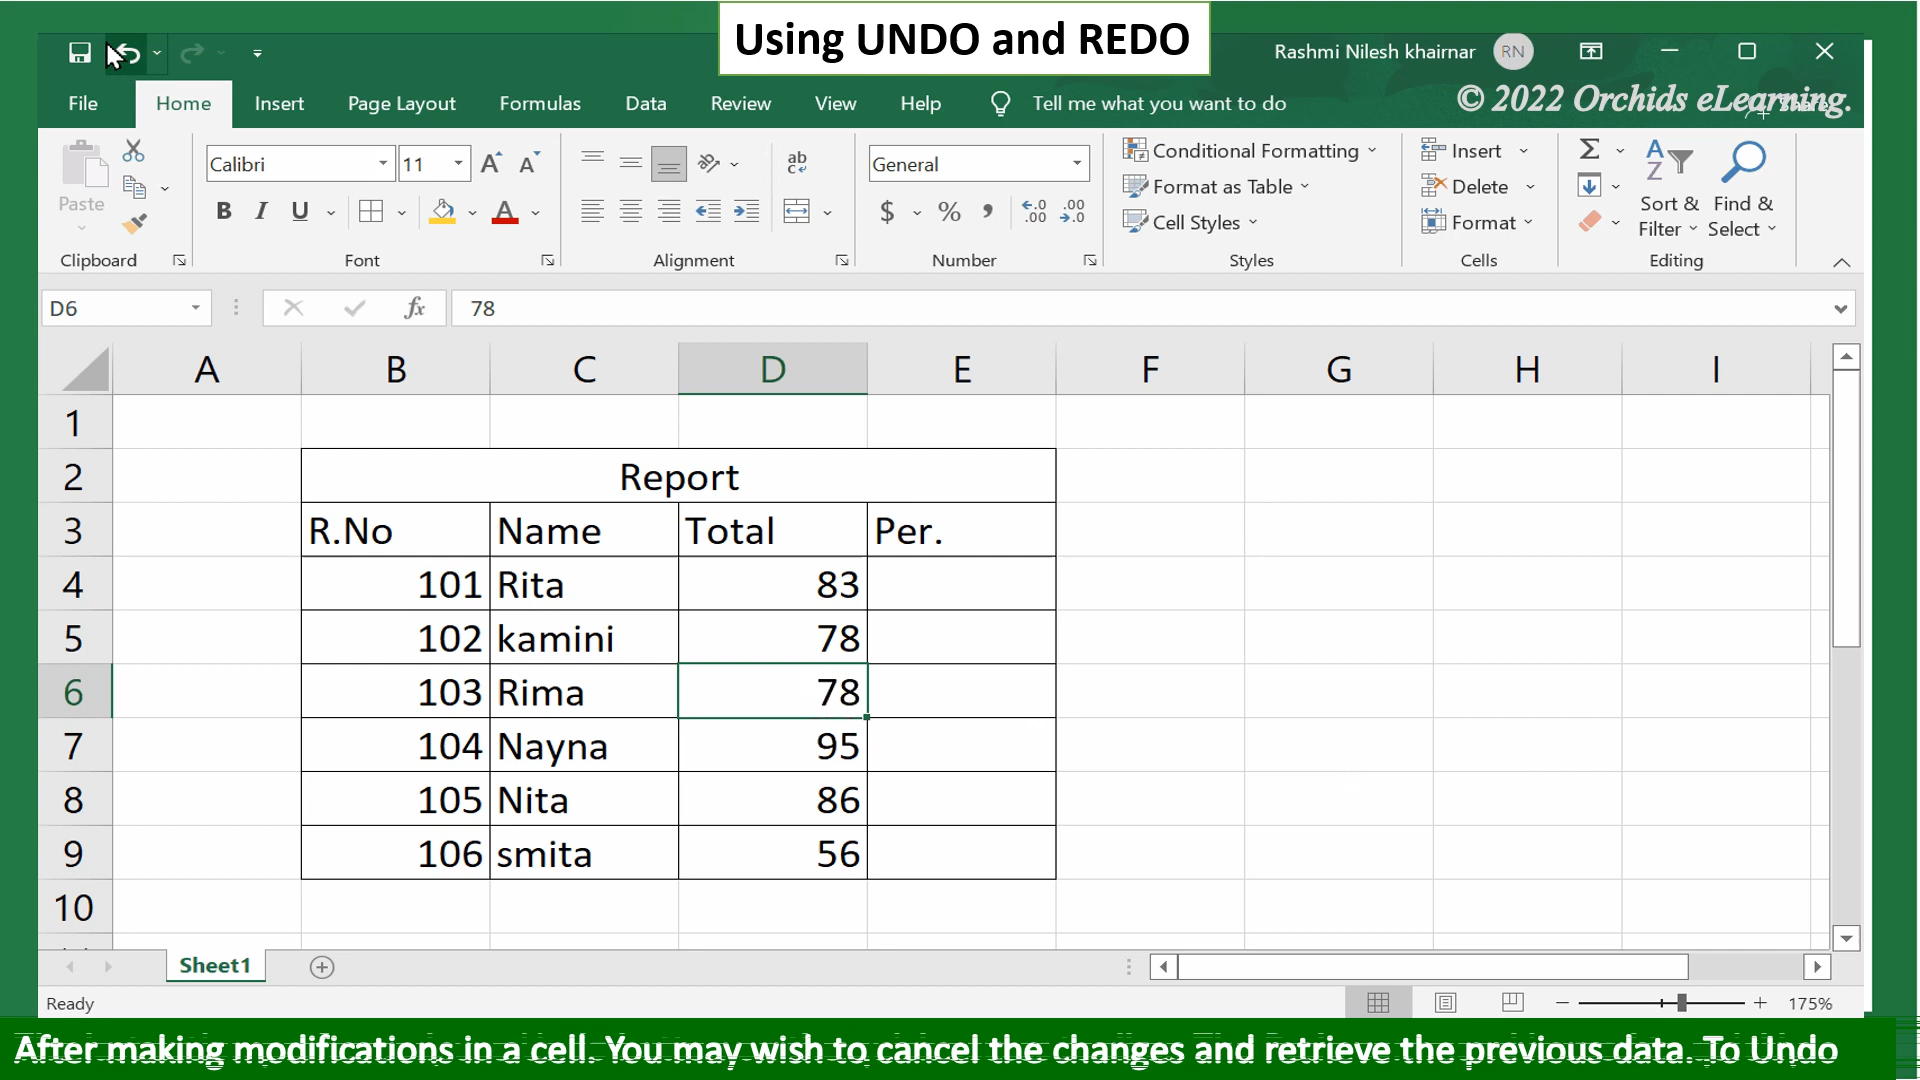 Using UNDO and REDO
Rashmi Nilesh khairnar RN
File Home Insert Page Layout Formulas Data Review View Help Tell me what you want to do
© 2022 Orchids eLearning.
Paste
Calibri 11
General
ab
B I U
$ % ,
Conditional Formatting
Format as Table
Cell Styles
Insert
Delete
Format
Sort & Filter
Find & Select
Clipboard Font Alignment Number Styles Cells Editing
D6 fx 78
A B C D E F G H I
1
2 Report
3 R.No Name Total Per.
4 101 Rita 83
5 102 kamini 78
6 103 Rima 78
7 104 Nayna 95
8 105 Nita 86
9 106 smita 56
10
Sheet1
Ready 175%
After making modifications in a cell. You may wish to cancel the changes and retrieve the previous data. To Undo